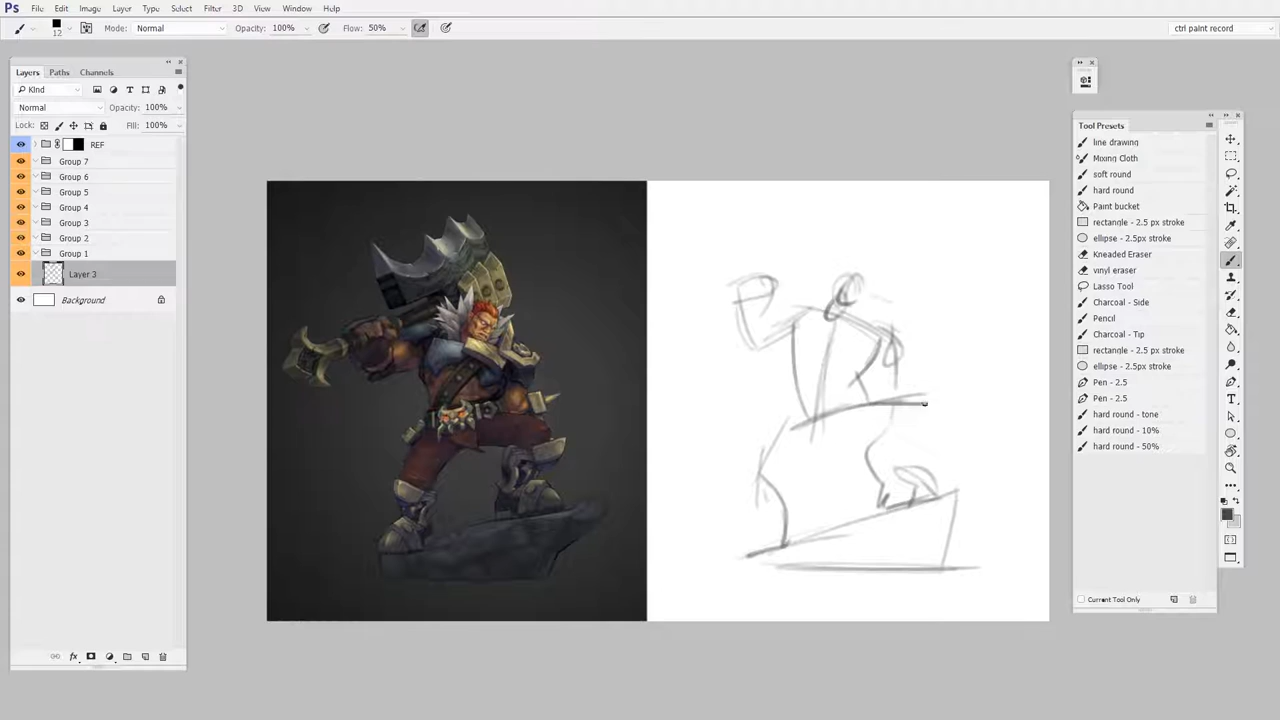 Ps File Edit Image Layer Type Select Filter 3D View Window Help
12 Mode: Normal Opacity: 100% Flow: 50% ctrl paint record
Layers Paths Channels
Kind
Normal Opacity: 100%
Lock: Fill: 100%
REF
Group 7
Group 6
Group 5
Group 4
Group 3
Group 2
Group 1
Layer 3
Background
fx
Tool Presets
line drawing
Mixing Cloth
soft round
hard round
Paint bucket
rectangle - 2.5 px stroke
ellipse - 2.5px stroke
Kneaded Eraser
vinyl eraser
Lasso Tool
Charcoal - Side
Pencil
Charcoal - Tip
rectangle - 2.5 px stroke
ellipse - 2.5px stroke
Pen - 2.5
Pen - 2.5
hard round - tone
hard round - 10%
hard round - 50%
Current Tool Only